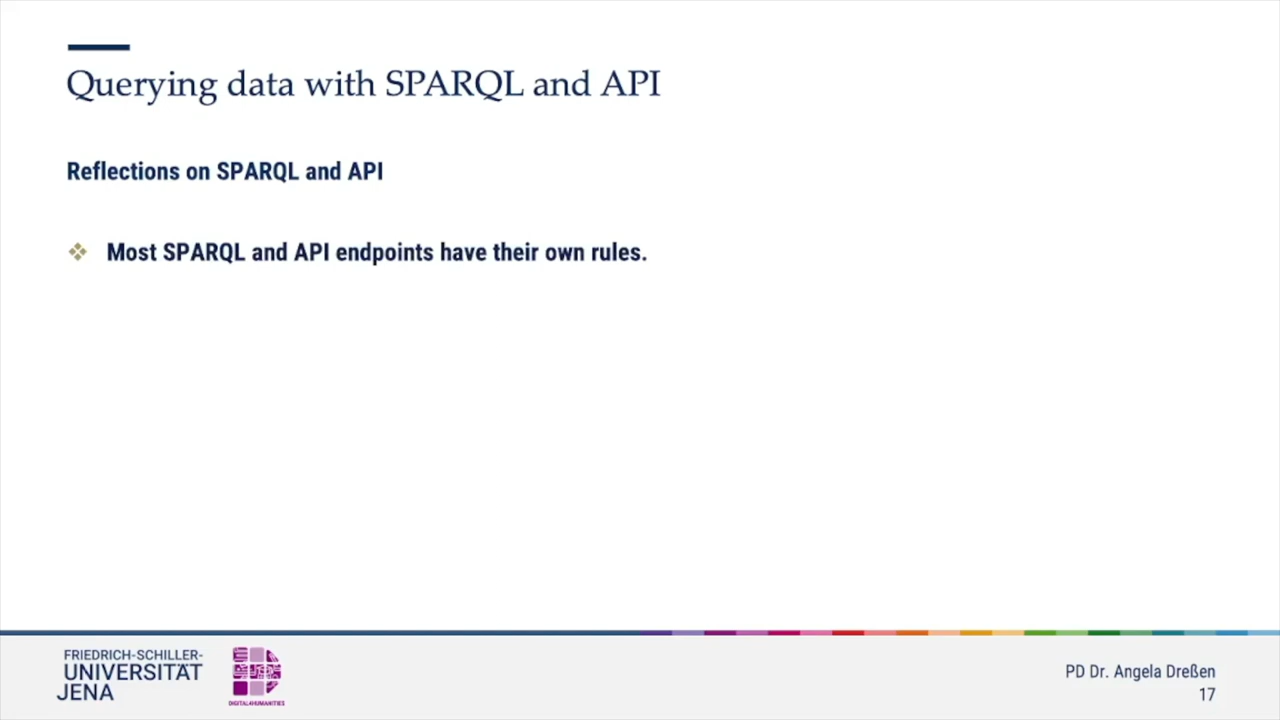 Querying data with SPARQL and API
Reflections on SPARQL and API
❖ Most SPARQL and API endpoints have their own rules.
FRIEDRICH-SCHILLER-
UNIVERSITÄT
JENA
DIGITAL4HUMANITIES
PD Dr. Angela Dreßen
17